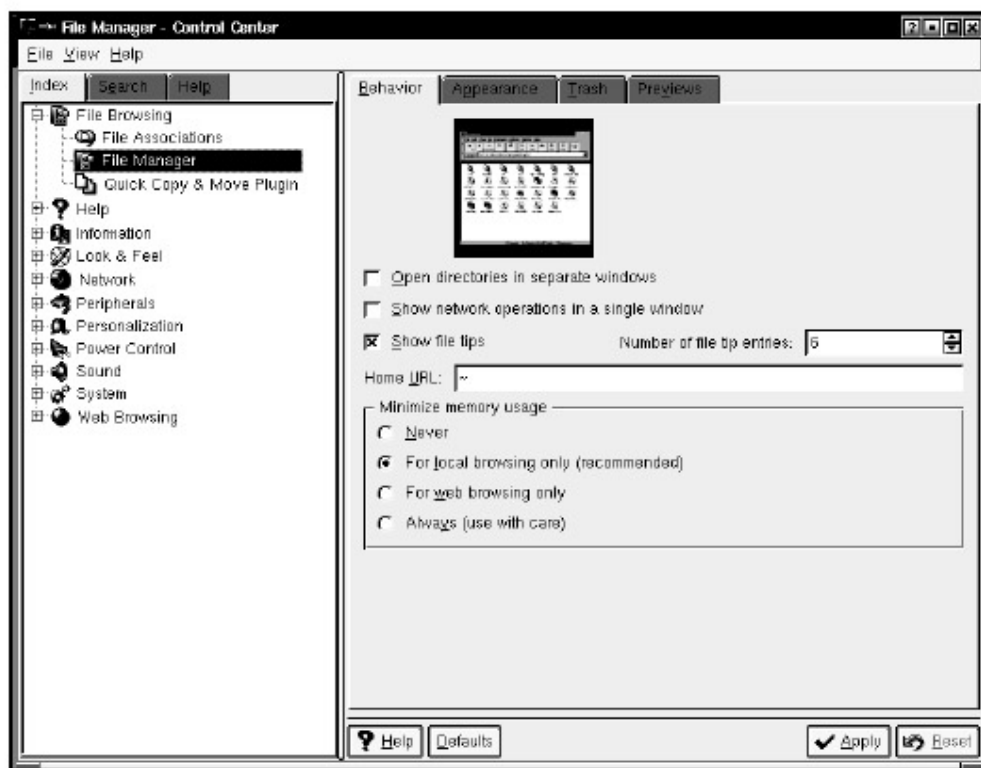 File Manager - Control Center
File View Help
Index Search Help
File Browsing
File Associations
File Manager
Quick Copy & Move Plugin
Help
Information
Look & Feel
Network
Peripherals
Personalization
Power Control
Sound
System
Web Browsing
Behavior Appearance Trash Previews
Open directories in separate windows
Show network operations in a single window
Show file tips Number of file tip entries: 6
Home URL: ~
Minimize memory usage
Never
For local browsing only (recommended)
For web browsing only
Always (use with care)
? Help Defaults Apply Reset